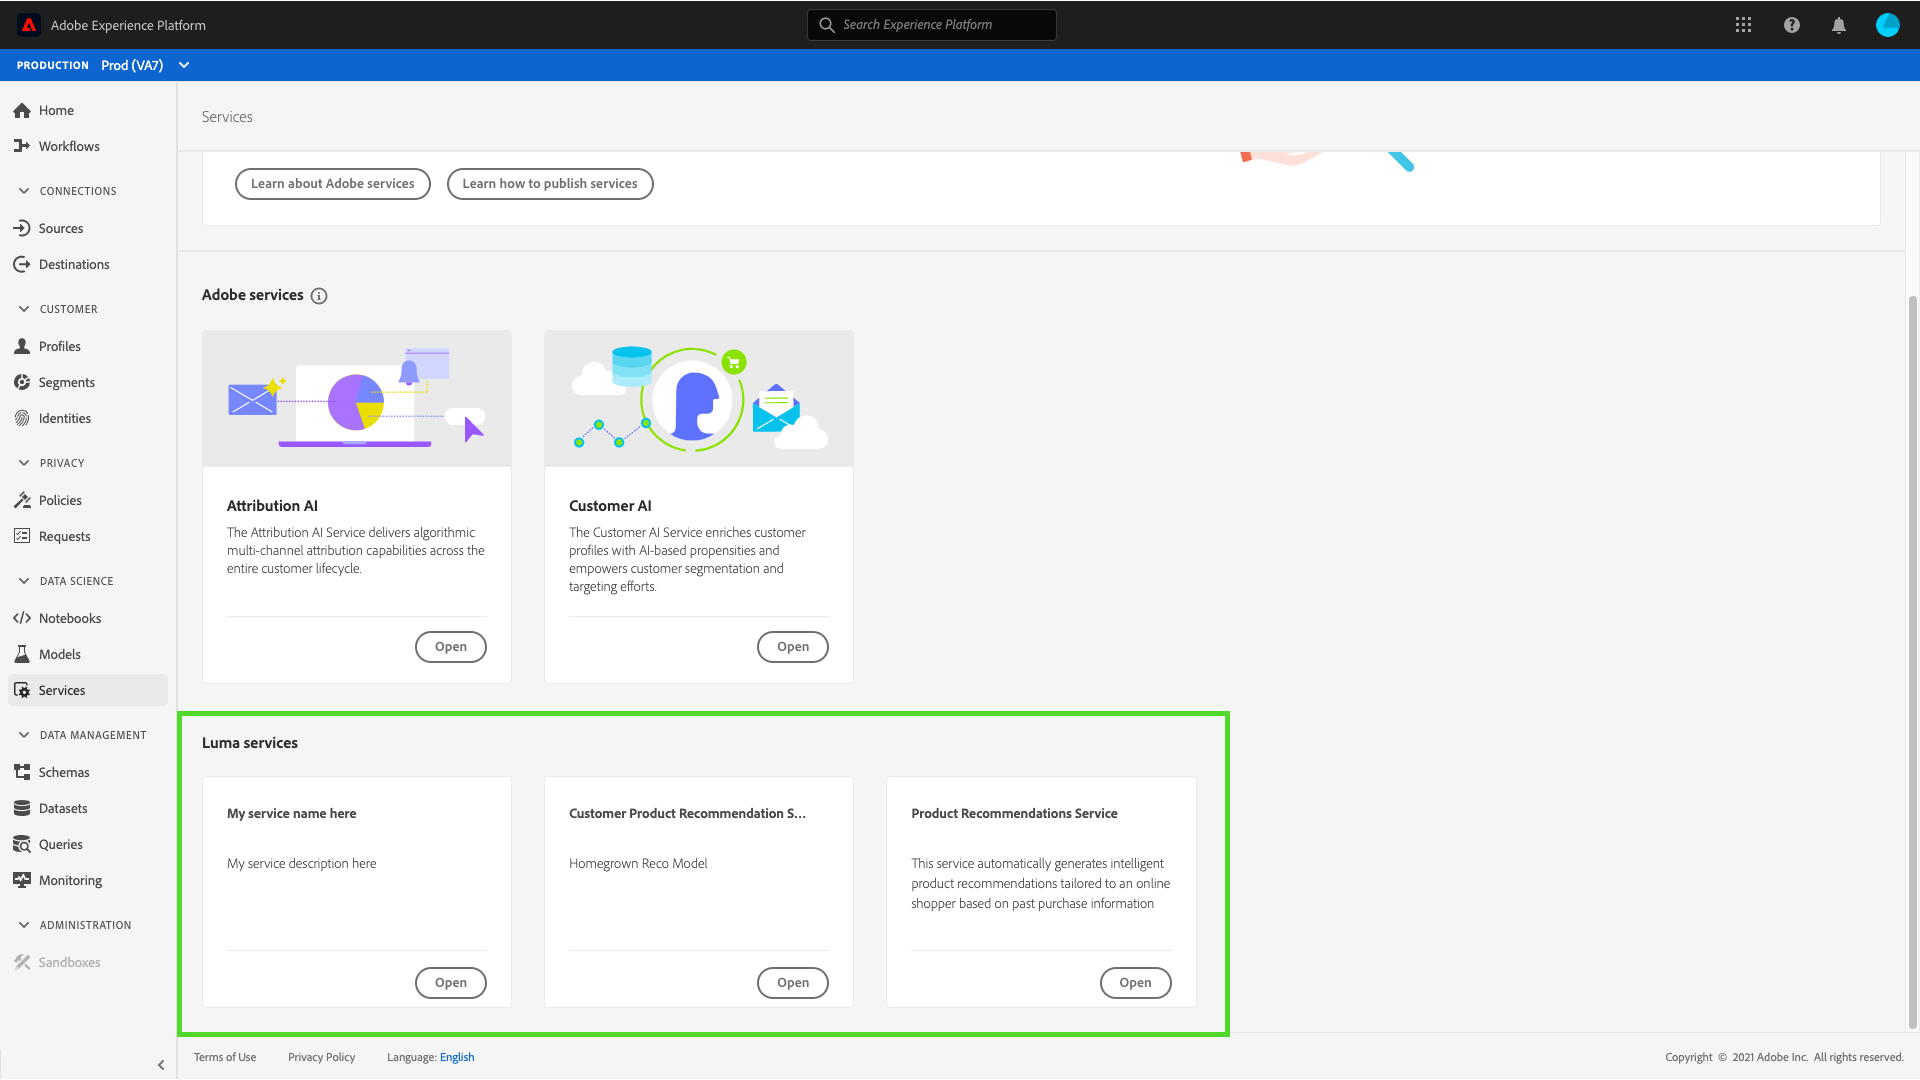 Adobe Experience Platform
Search Experience Platform
PRODUCTION Prod (VA7)
Home
Workflows
CONNECTIONS
Sources
Destinations
CUSTOMER
Profiles
Segments
Identities
PRIVACY
Policies
Requests
DATA SCIENCE
Notebooks
Models
Services
DATA MANAGEMENT
Schemas
Datasets
Queries
Monitoring
ADMINISTRATION
Sandboxes
Services
Learn about Adobe services
Learn how to publish services
Adobe services
Attribution AI
The Attribution AI Service delivers algorithmic
multi-channel attribution capabilities across the
entire customer lifecycle.
Open
Customer AI
The Customer AI Service enriches customer
profiles with AI-based propensities and
empowers customer segmentation and
targeting efforts.
Open
Luma services
My service name here
My service description here
Open
Customer Product Recommendation S...
Homegrown Reco Model
Open
Product Recommendations Service
This service automatically generates intelligent
product recommendations tailored to an online
shopper based on past purchase information
Open
Terms of Use
Privacy Policy
Language: English
Copyright © 2021 Adobe Inc. All rights reserved.